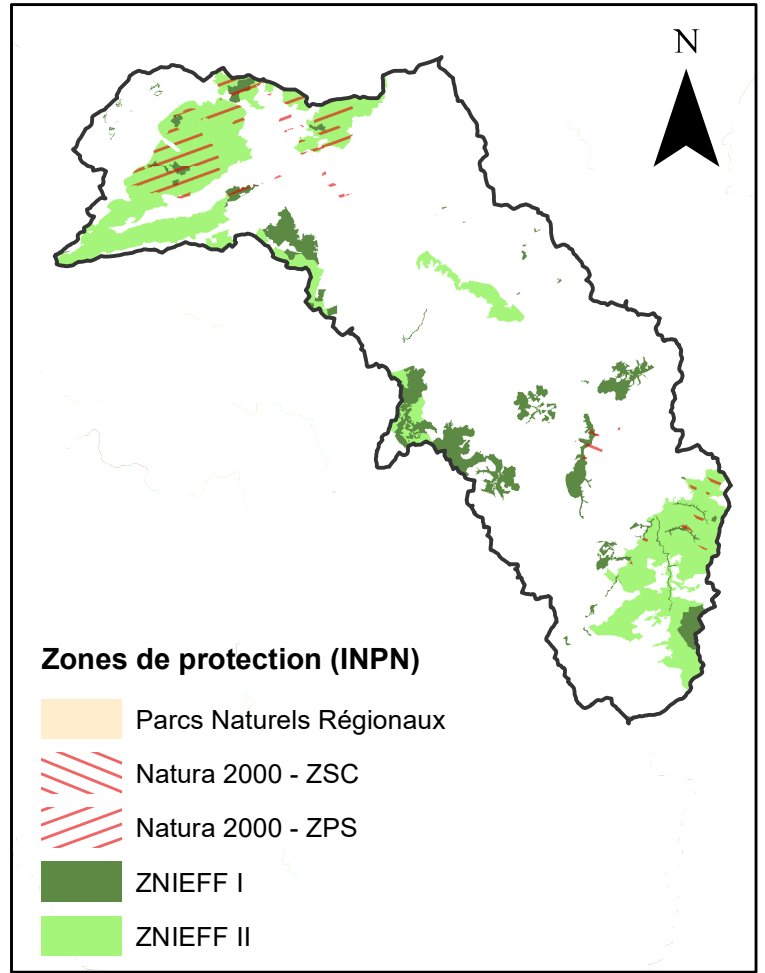 N
Zones de protection (INPN)
Parcs Naturels Régionaux
Natura 2000 - ZSC
Natura 2000 - ZPS
ZNIEFF I
ZNIEFF II